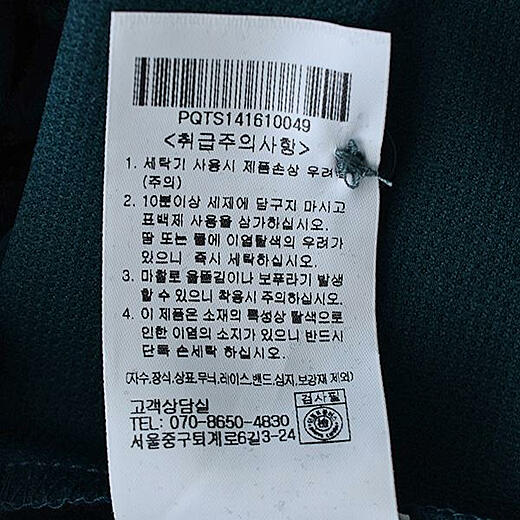 PQTS141610049
<취급주의사항>
1. 세탁기 사용시 제품손상 우려
(주의)
2. 10분이상 세제에 담구지 마시고
표백제 사용을 삼가하십시오.
땀 또는 물에 이염탈색의 우려가
있으니 즉시 세탁하십시오.
3. 마찰로 올뜯김이나 보푸라기 발생
할 수 있으니 착용시 주의하십시오.
4. 이 제품은 소재의 특성상 탈색으로
인한 이염의 소지가 있으니 반드시
단독 손세탁 하십시오.
(자수,장식,상표,무늬,레이스,밴드,심지,보강재 제외)
고객상담실
검사필
TEL: 070-8650-4830
서울중구퇴계로6길3-24